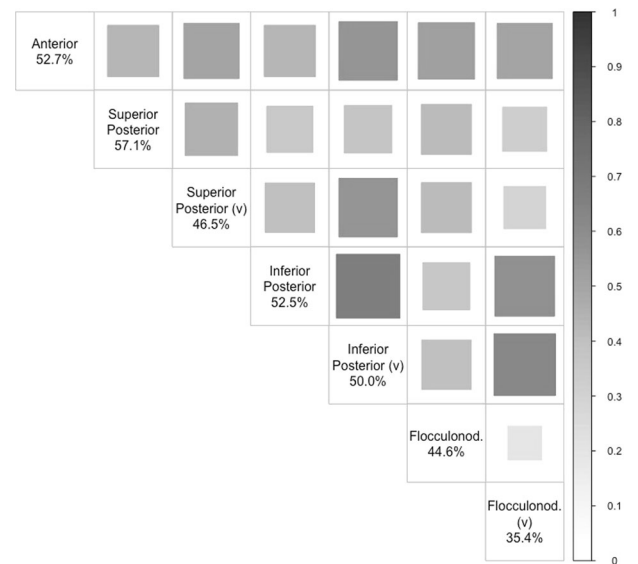 Anterior
52.7%
Superior
Posterior
57.1%
Superior
Posterior (v)
46.5%
Inferior
Posterior
52.5%
Inferior
Posterior (v)
50.0%
Flocculonod.
44.6%
Flocculonod.
(v)
35.4%
1
0.9
0.8
0.7
0.6
0.5
0.4
0.3
0.2
0.1
0